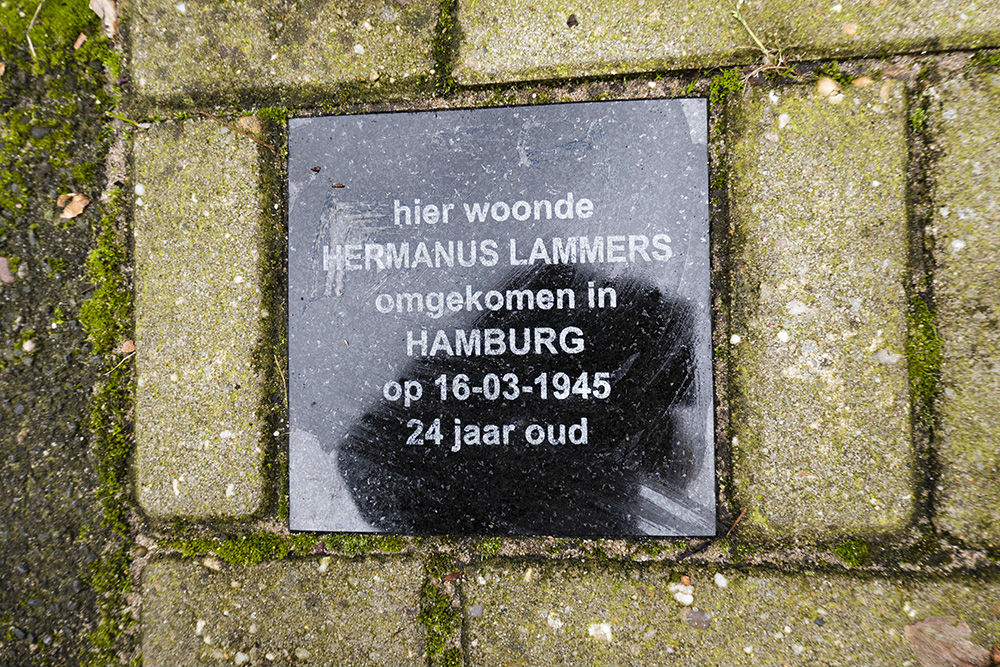 hier woonde
HERMANUS LAMMERS
omgekomen in
HAMBURG
op 16-03-1945
24 jaar oud